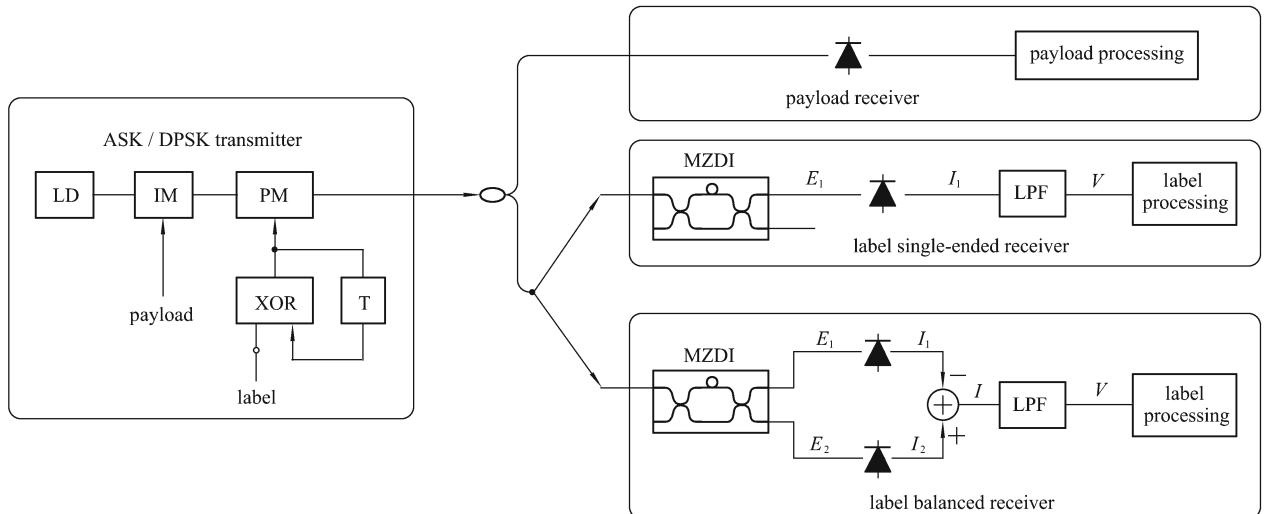 ASK / DPSK transmitter
LD
IM
PM
XOR
T
payload
label
payload processing
payload receiver
MZDI
E1
I1
LPF
V
label
processing
label single-ended receiver
MZDI
E1
I1
−
+
I
LPF
V
label
processing
E2
I2
+
label balanced receiver